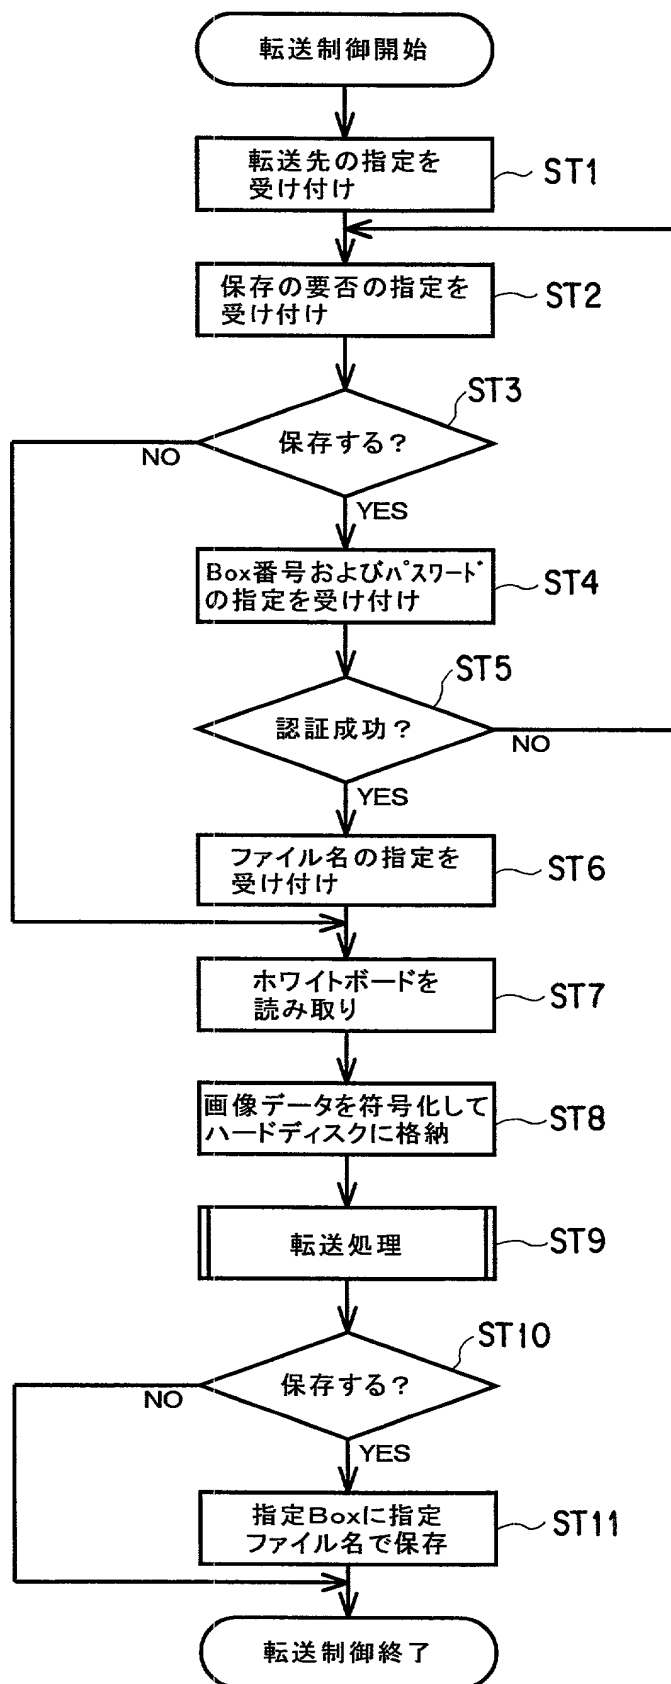 転送制御開始
転送先の指定を
受け付け
ST1
保存の要否の指定を
受け付け
ST2
ST3
保存する?
NO
YES
Box番号およびパスワード
の指定を受け付け
ST4
ST5
認証成功?
NO
YES
ファイル名の指定を
受け付け
ST6
ホワイトボードを
読み取り
ST7
画像データを符号化して
ハードディスクに格納
ST8
転送処理
ST9
ST10
保存する?
NO
YES
指定Boxに指定
ファイル名で保存
ST11
転送制御終了